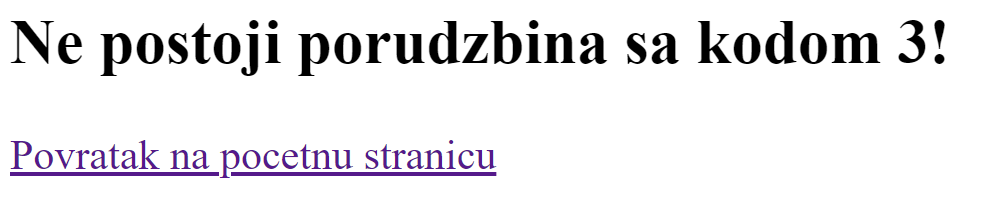 Ne postoji porudzbina sa kodom 3!
Povratak na pocetnu stranicu